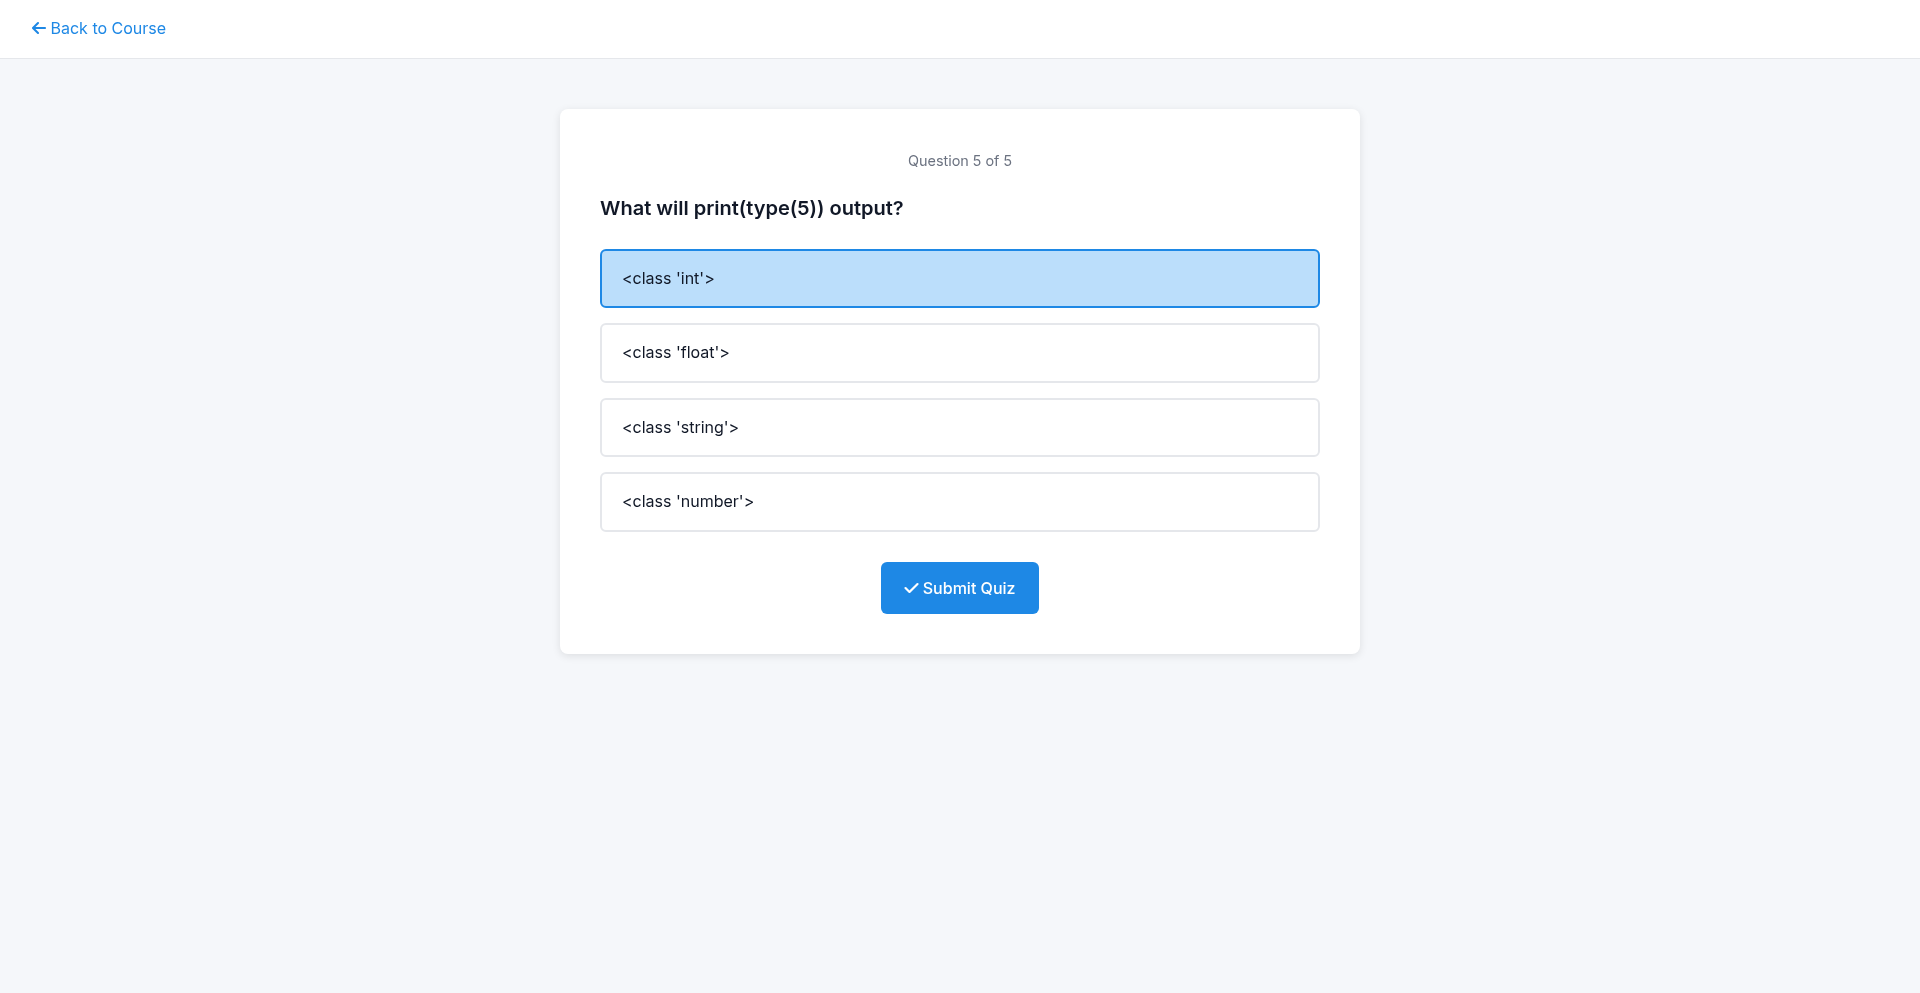 Back to Course
Question 5 of 5
What will print(type(5)) output?
<class 'int'>
<class 'float'>
<class 'string'>
<class 'number'>
Submit Quiz